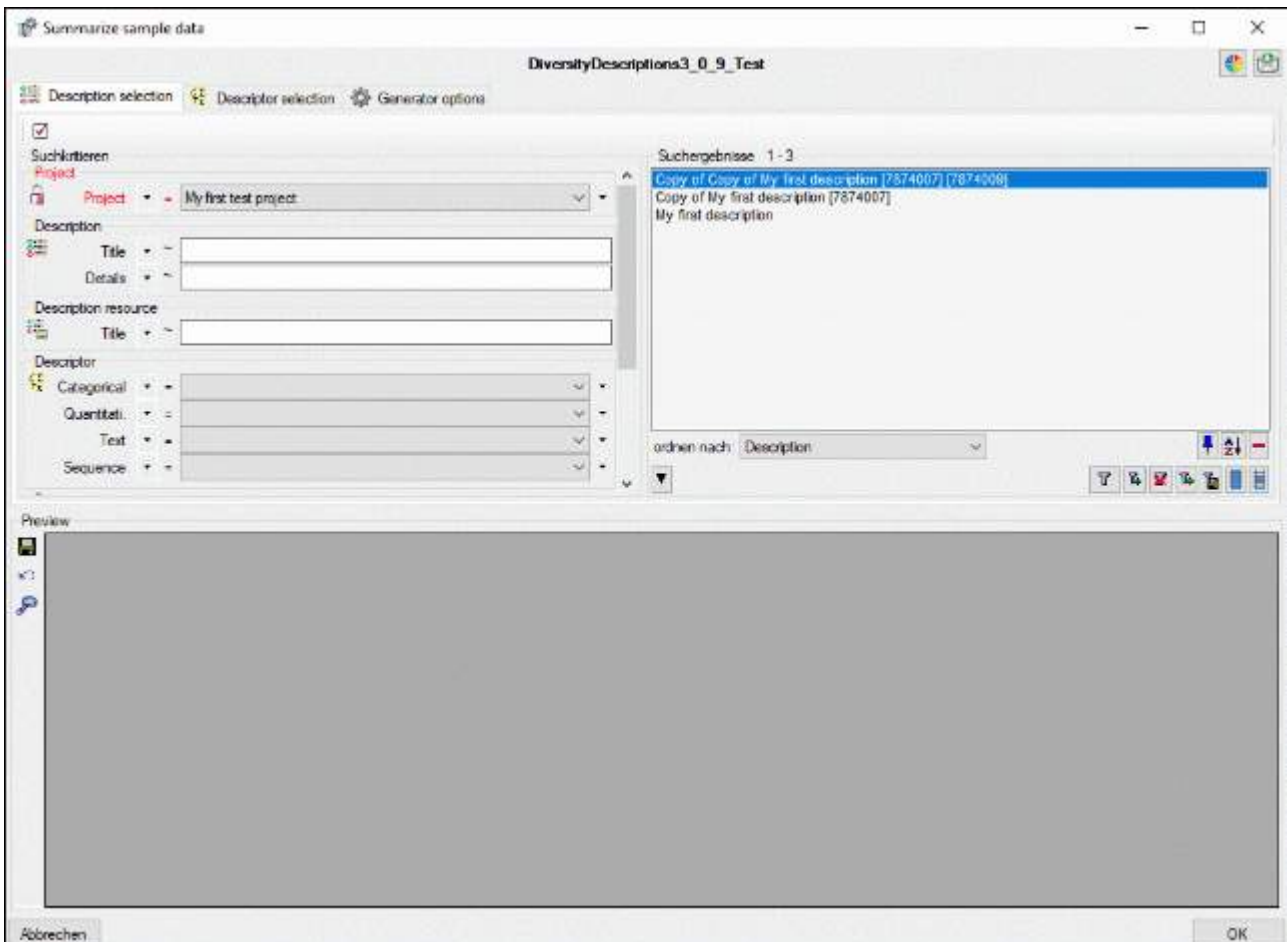 Summarize sample data
DiversityDescriptions3_0_9_Test
Description selection
Descriptor selection
Generator options
Suchkriterien
Project
Project = My first test project
Description
Title ~
Details ~
Description resource
Title ~
Descriptor
Categorical =
Quantitati. =
Text =
Sequence =
Suchergebnisse 1 - 3
Copy of Copy of My first description [7874007] [7874009]
Copy of My first description [7874007]
My first description
ordnen nach Description
Preview
Abbrechen
OK